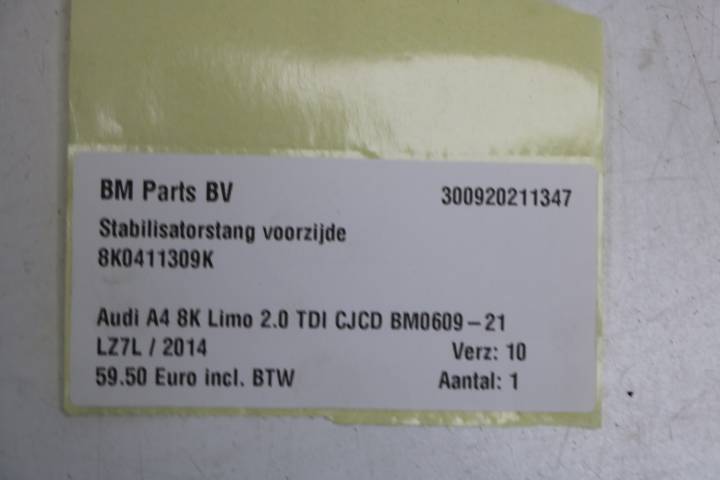 BM Parts BV 300920211347
Stabilisatorstang voorzijde
8K0411309K
Audi A4 8K Limo 2.0 TDI CJCD BM0609-21
LZ7L / 2014 Verz: 10
59.50 Euro incl. BTW Aantal: 1